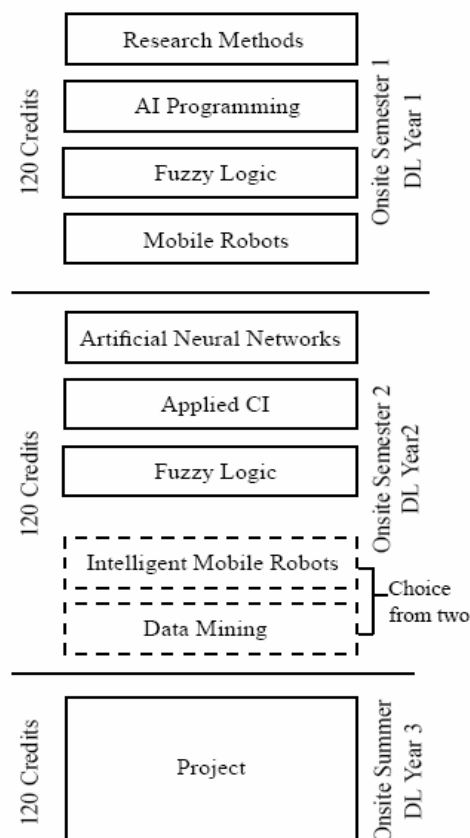 120 Credits
Research Methods
AI Programming
Fuzzy Logic
Mobile Robots
Onsite Semester 1
DL Year 1
120 Credits
Artificial Neural Networks
Applied CI
Fuzzy Logic
Intelligent Mobile Robots
Data Mining
Onsite Semester 2
DL Year2
Choice
from two
120 Credits
Project
Onsite Summer
DL Year 3